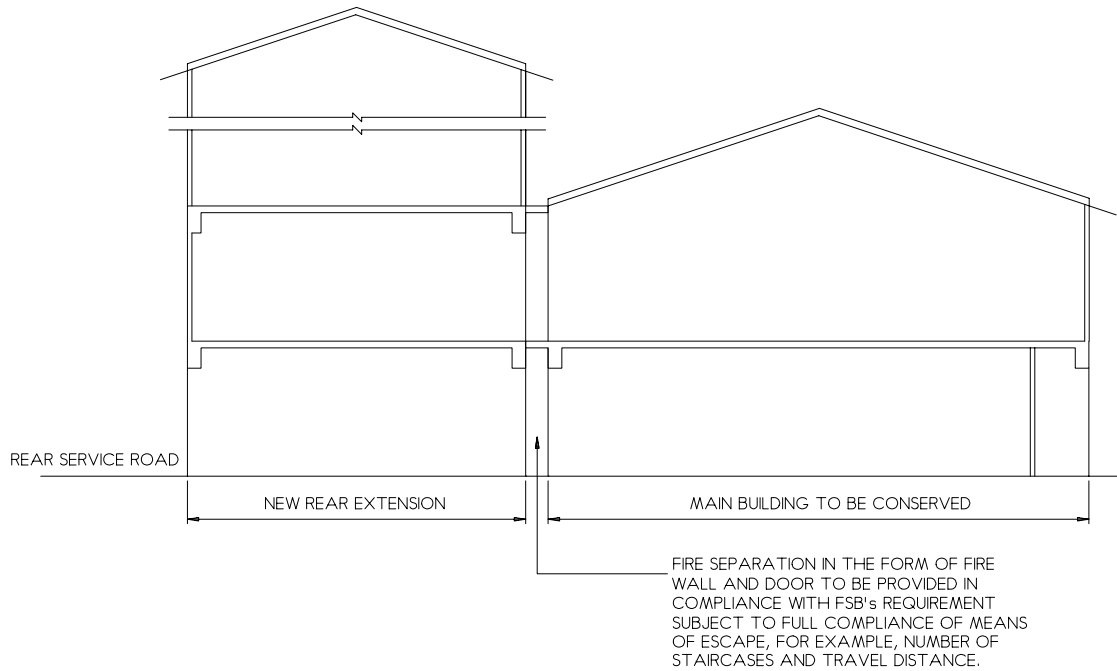 REAR SERVICE ROAD
NEW REAR EXTENSION
MAIN BUILDING TO BE CONSERVED
FIRE SEPARATION IN THE FORM OF FIRE
WALL AND DOOR TO BE PROVIDED IN
COMPLIANCE WITH FSB's REQUIREMENT
SUBJECT TO FULL COMPLIANCE OF MEANS
OF ESCAPE, FOR EXAMPLE, NUMBER OF
STAIRCASES AND TRAVEL DISTANCE.